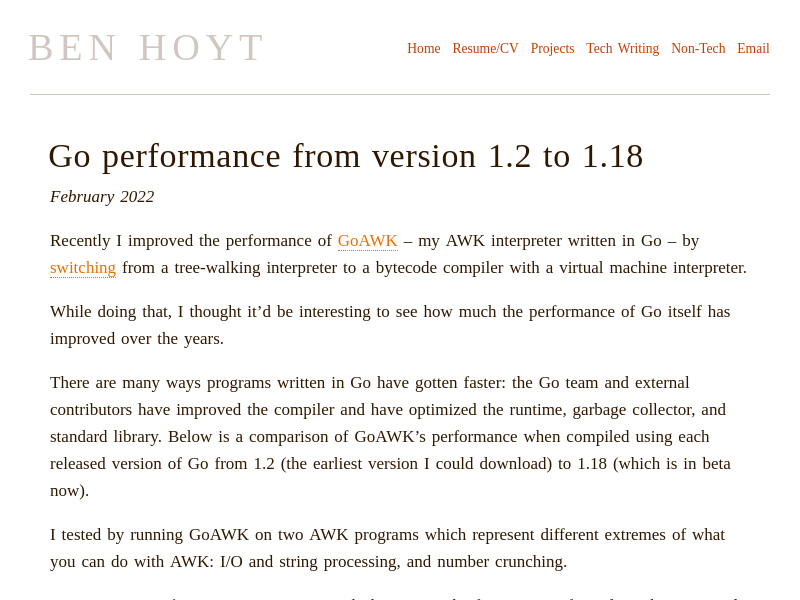 BEN HOYT
Home Resume/CV Projects Tech Writing Non-Tech Email
Go performance from version 1.2 to 1.18
February 2022
Recently I improved the performance of GoAWK – my AWK interpreter written in Go – by
switching from a tree-walking interpreter to a bytecode compiler with a virtual machine interpreter.
While doing that, I thought it’d be interesting to see how much the performance of Go itself has
improved over the years.
There are many ways programs written in Go have gotten faster: the Go team and external
contributors have improved the compiler and have optimized the runtime, garbage collector, and
standard library. Below is a comparison of GoAWK’s performance when compiled using each
released version of Go from 1.2 (the earliest version I could download) to 1.18 (which is in beta
now).
I tested by running GoAWK on two AWK programs which represent different extremes of what
you can do with AWK: I/O and string processing, and number crunching.